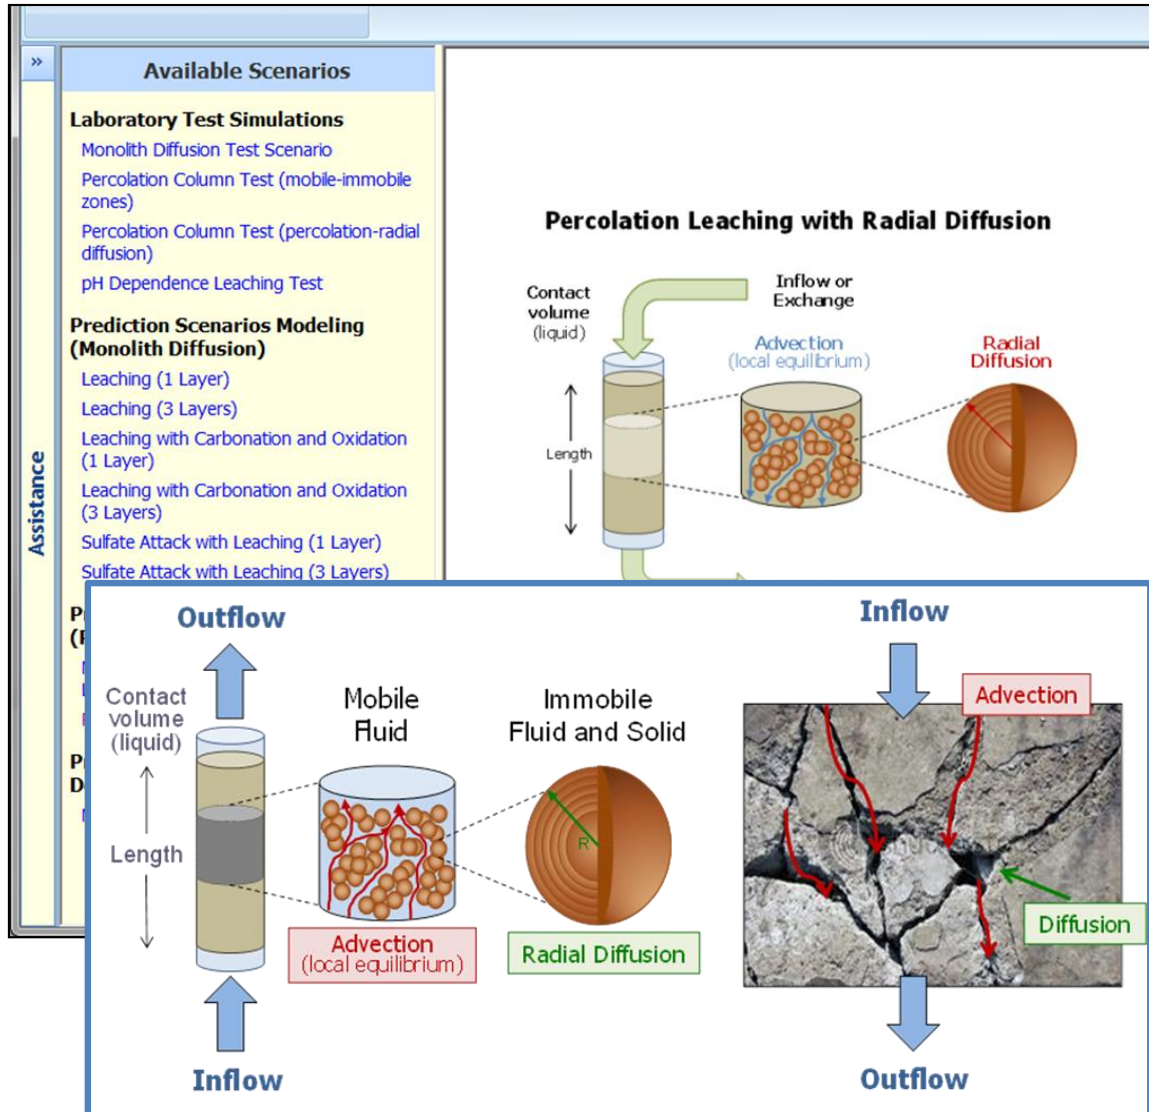 »
Available Scenarios
Laboratory Test Simulations
Monolith Diffusion Test Scenario
Percolation Column Test (mobile-immobile
zones)
Percolation Column Test (percolation-radial
diffusion)
pH Dependence Leaching Test
Prediction Scenarios Modeling
(Monolith Diffusion)
Leaching (1 Layer)
Leaching (3 Layers)
Leaching with Carbonation and Oxidation
(1 Layer)
Leaching with Carbonation and Oxidation
(3 Layers)
Sulfate Attack with Leaching (1 Layer)
Sulfate Attack with Leaching (3 Layers)
Assistance
Percolation Leaching with Radial Diffusion
Contact
volume
(liquid)
Inflow or
Exchange
Advection
(local equilibrium)
Radial
Diffusion
Length
Outflow
Contact
volume
(liquid)
Length
Mobile
Fluid
Immobile
Fluid and Solid
R
Advection
(local equilibrium)
Radial Diffusion
Inflow
Inflow
Advection
Diffusion
Outflow